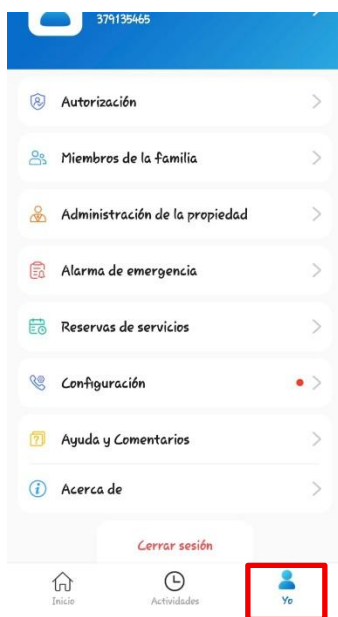 379135465
Autorización
Miembros de la familia
Administración de la propiedad
Alarma de emergencia
Reservas de servicios
Configuración
Ayuda y Comentarios
Acerca de
Cerrar sesión
Inicio
Actividades
Yo